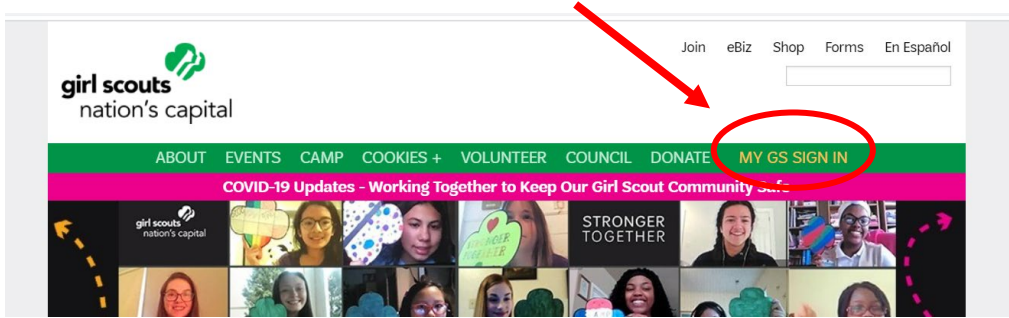 Join eBiz Shop Forms En Español
girl scouts
nation's capital
ABOUT EVENTS CAMP COOKIES + VOLUNTEER COUNCIL DONATE MY GS SIGN IN
COVID-19 Updates - Working Together to Keep Our Girl Scout Community Safe
girl scouts
nation's capital
STRONGER
TOGETHER
STRONGER
TOGETHER